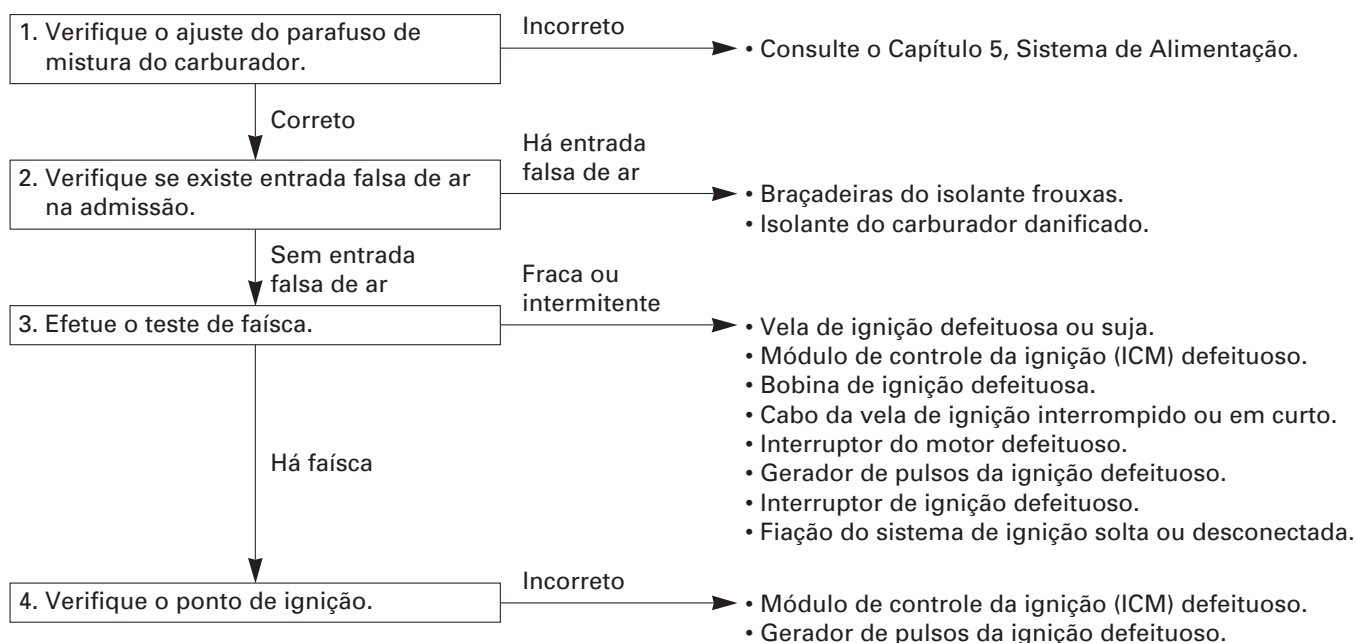 1. Verifique o ajuste do parafuso de
mistura do carburador.
Incorreto
• Consulte o Capítulo 5, Sistema de Alimentação.
Correto
2. Verifique se existe entrada falsa de ar
na admissão.
Há entrada
falsa de ar
• Braçadeiras do isolante frouxas.
• Isolante do carburador danificado.
Sem entrada
falsa de ar
3. Efetue o teste de faísca.
Fraca ou
intermitente
• Vela de ignição defeituosa ou suja.
• Módulo de controle da ignição (ICM) defeituoso.
• Bobina de ignição defeituosa.
• Cabo da vela de ignição interrompido ou em curto.
• Interruptor do motor defeituoso.
• Gerador de pulsos da ignição defeituoso.
• Interruptor de ignição defeituoso.
• Fiação do sistema de ignição solta ou desconectada.
Há faísca
4. Verifique o ponto de ignição.
Incorreto
• Módulo de controle da ignição (ICM) defeituoso.
• Gerador de pulsos da ignição defeituoso.